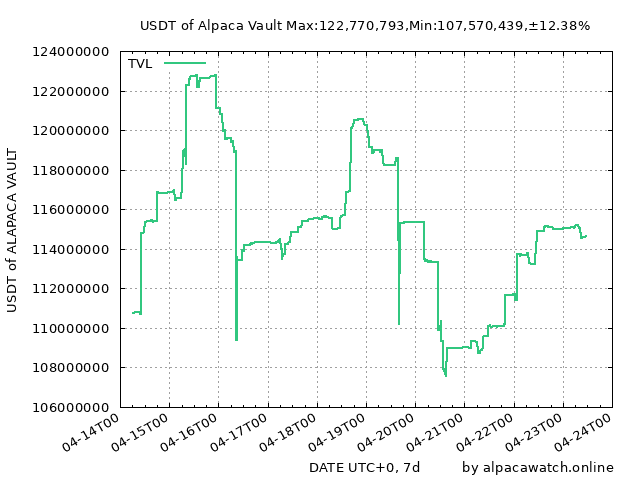 USDT of Alpaca Vault Max:122,770,793,Min:107,570,439,±12.38%
TVL
124000000
122000000
120000000
118000000
116000000
114000000
112000000
110000000
108000000
106000000
USDT of ALAPACA VAULT
04-14T00
04-15T00
04-16T00
04-17T00
04-18T00
04-19T00
04-20T00
04-21T00
04-22T00
04-23T00
04-24T00
DATE UTC+0, 7d
by alpacawatch.online